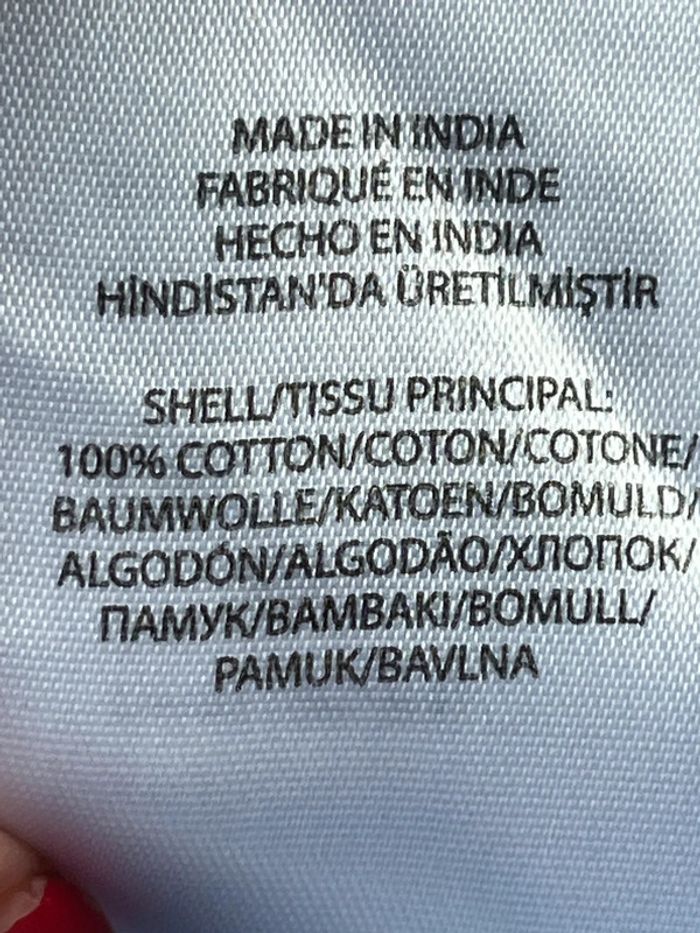 MADE IN INDIA
FABRIQUÉ EN INDE
HECHO EN INDIA
HİNDİSTAN'DA ÜRETİLMİŞTİR
SHELL/TISSU PRINCIPAL:
100% COTTON/COTON/COTONE/
BAUMWOLLE/KATOEN/BOMULD/
ALGODÓN/ALGODÃO/ХЛОПОК/
ПАМУК/BAMBAKI/BOMULL/
PAMUK/BAVLNA